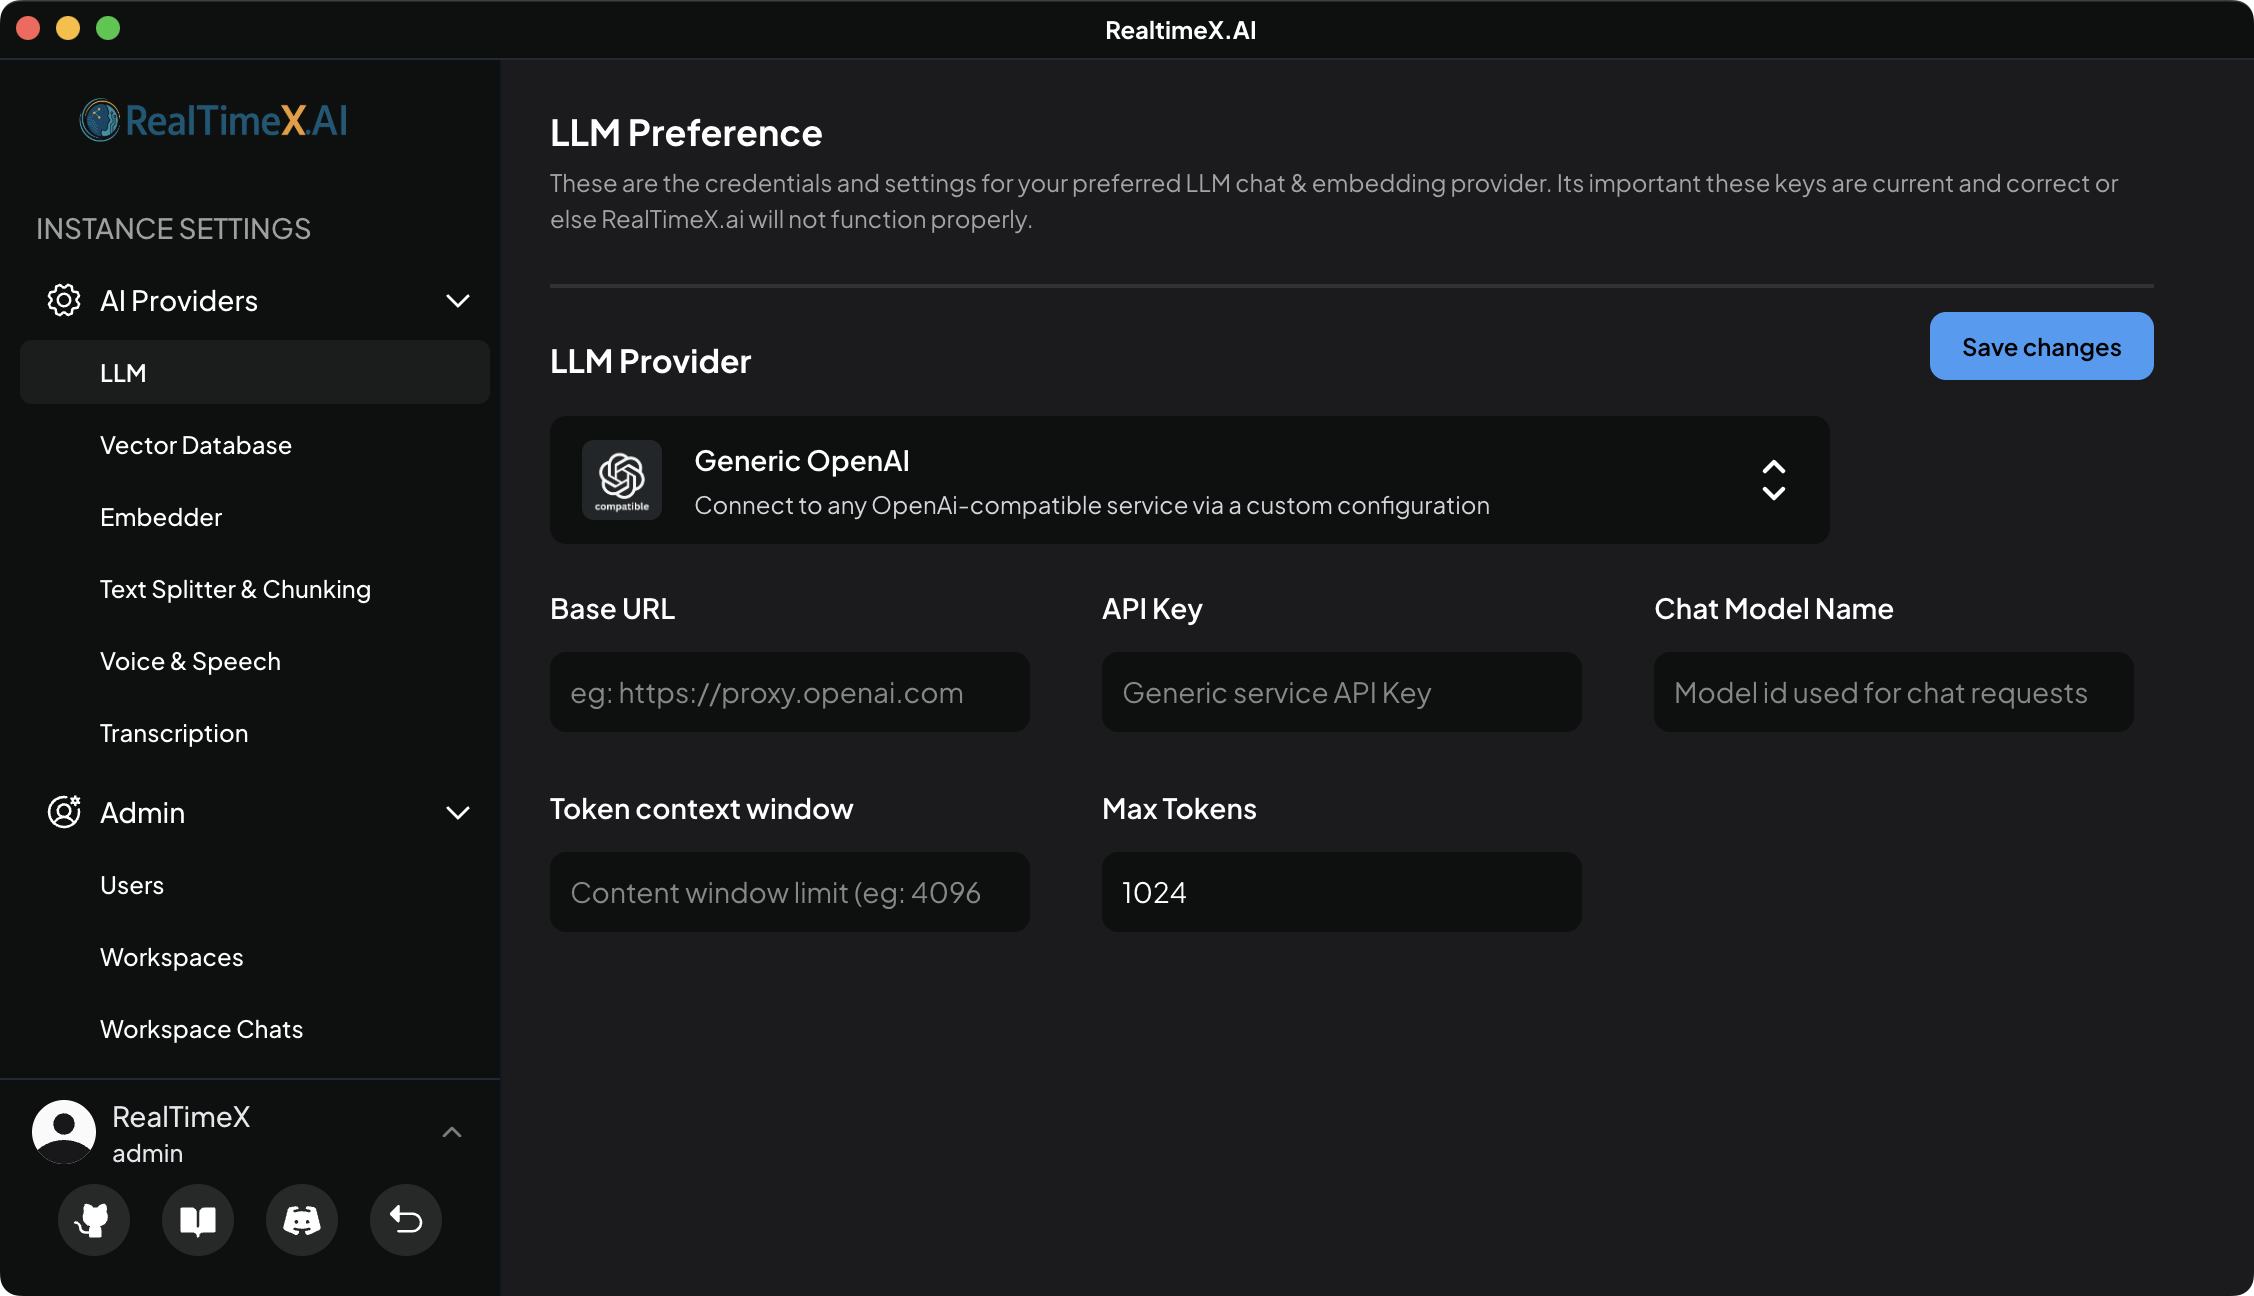 RealtimeX.AI
RealTimeX.AI
INSTANCE SETTINGS
AI Providers
LLM
Vector Database
Embedder
Text Splitter & Chunking
Voice & Speech
Transcription
Admin
Users
Workspaces
Workspace Chats
RealTimeX
admin
LLM Preference
These are the credentials and settings for your preferred LLM chat & embedding provider. Its important these keys are current and correct or
else RealTimeX.ai will not function properly.
Save changes
LLM Provider
compatible
Generic OpenAI
Connect to any OpenAi-compatible service via a custom configuration
Base URL
eg: https://proxy.openai.com
API Key
Generic service API Key
Chat Model Name
Model id used for chat requests
Token context window
Content window limit (eg: 4096
Max Tokens
1024